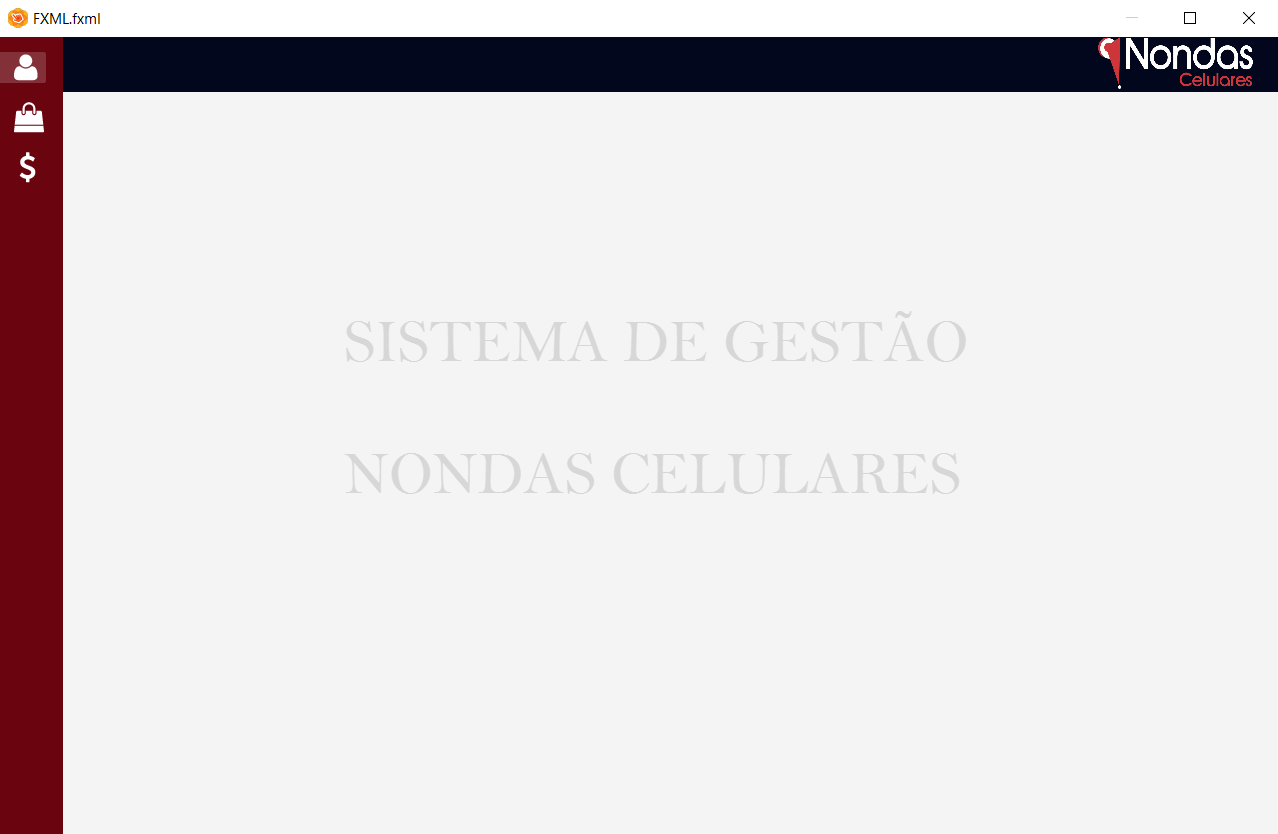 FXML.fxml
Nondas
Celulares
$
SISTEMA DE GESTÃO
NONDAS CELULARES